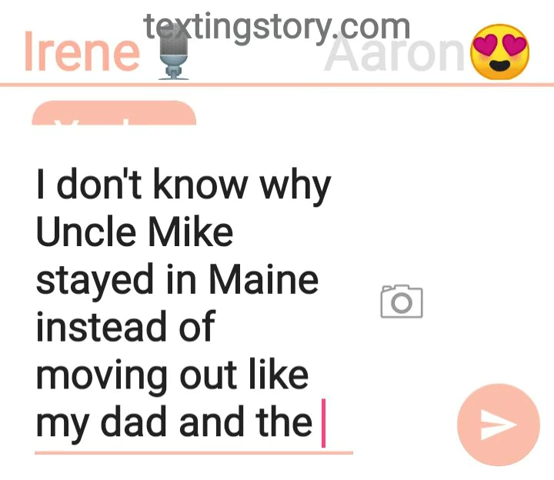 textingstory.com
Irene🎙️ Aaron😍
I don't know why
Uncle Mike
stayed in Maine
instead of
moving out like
my dad and the